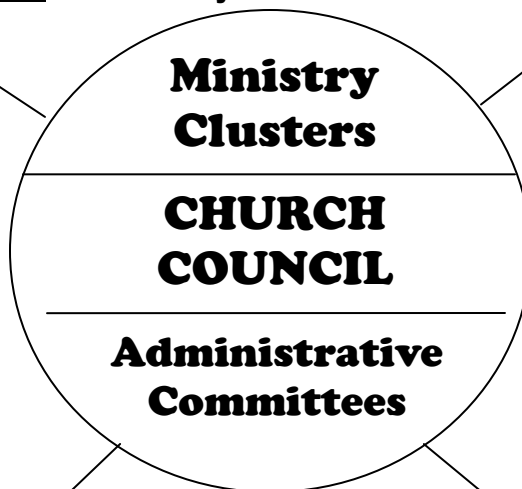 Ministry
Clusters
CHURCH
COUNCIL
Administrative
Committees